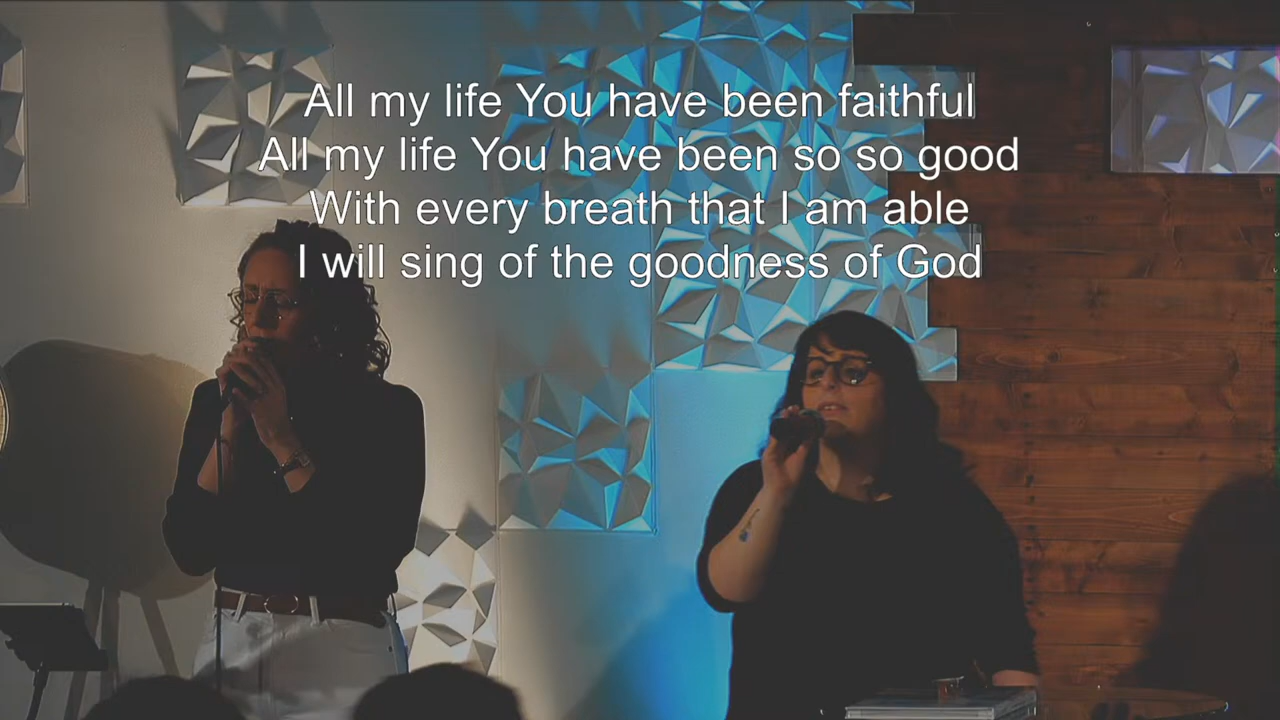 All my life You have been faithful
All my life You have been so so good
With every breath that I am able
I will sing of the goodness of God